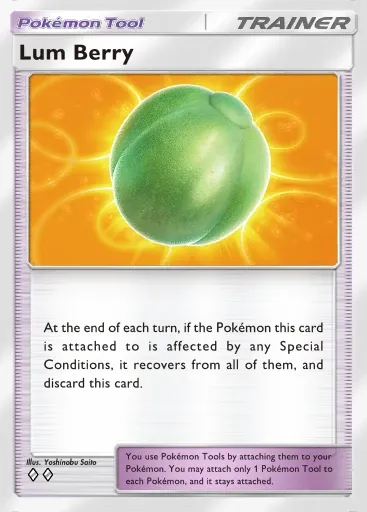 Pokémon Tool
TRAINER
Lum Berry
At the end of each turn, if the Pokémon this card
is attached to is affected by any Special
Conditions, it recovers from all of them, and
discard this card.
Illus. Yoshinobu Saito
You use Pokémon Tools by attaching them to your
Pokémon. You may attach only 1 Pokémon Tool to
each Pokémon, and it stays attached.